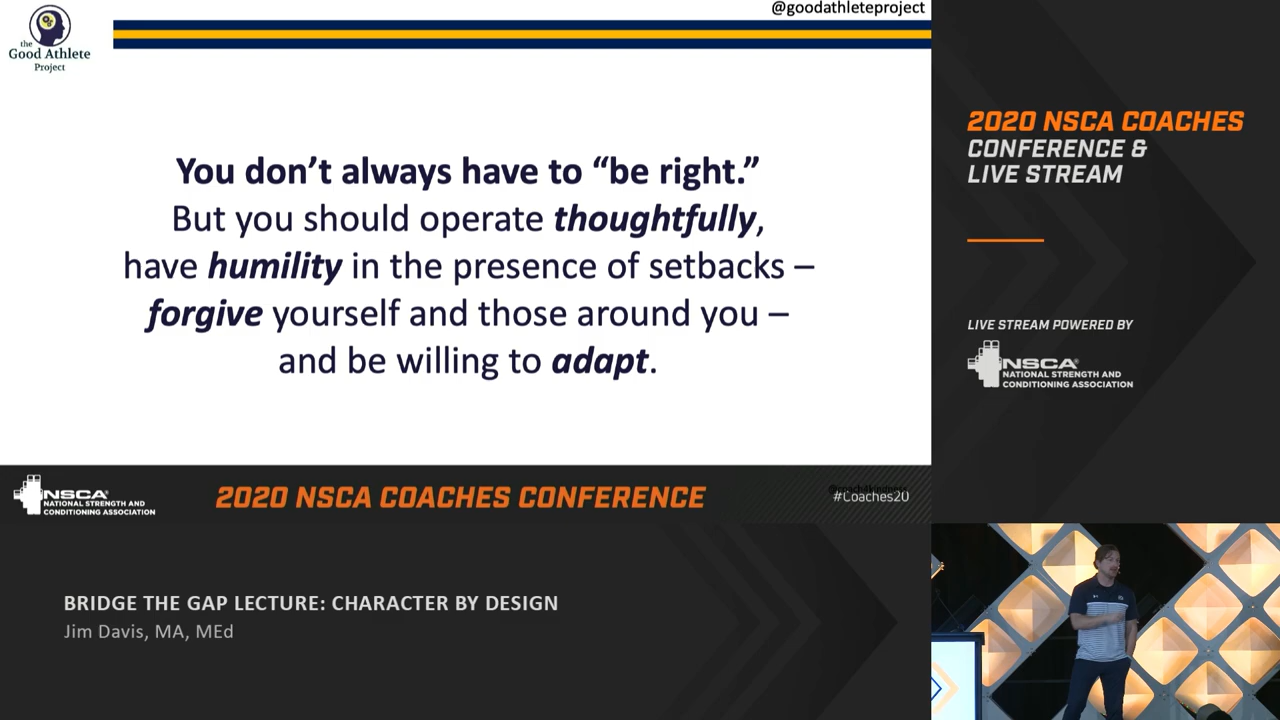 @goodathleteproject
the
Good Athlete
Project
You don’t always have to “be right.”
But you should operate thoughtfully,
have humility in the presence of setbacks –
forgive yourself and those around you –
and be willing to adapt.
NSCA®
NATIONAL STRENGTH AND
CONDITIONING ASSOCIATION
2020 NSCA COACHES CONFERENCE
@coach4kindness
#Coaches20
BRIDGE THE GAP LECTURE: CHARACTER BY DESIGN
Jim Davis, MA, MEd
2020 NSCA COACHES
CONFERENCE &
LIVE STREAM
LIVE STREAM POWERED BY
NSCA®
NATIONAL STRENGTH AND
CONDITIONING ASSOCIATION